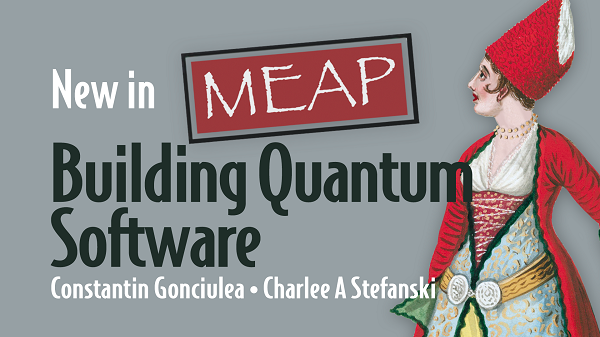 New in MEAP
Building Quantum
Software
Constantin Gonciulea • Charlee A Stefanski